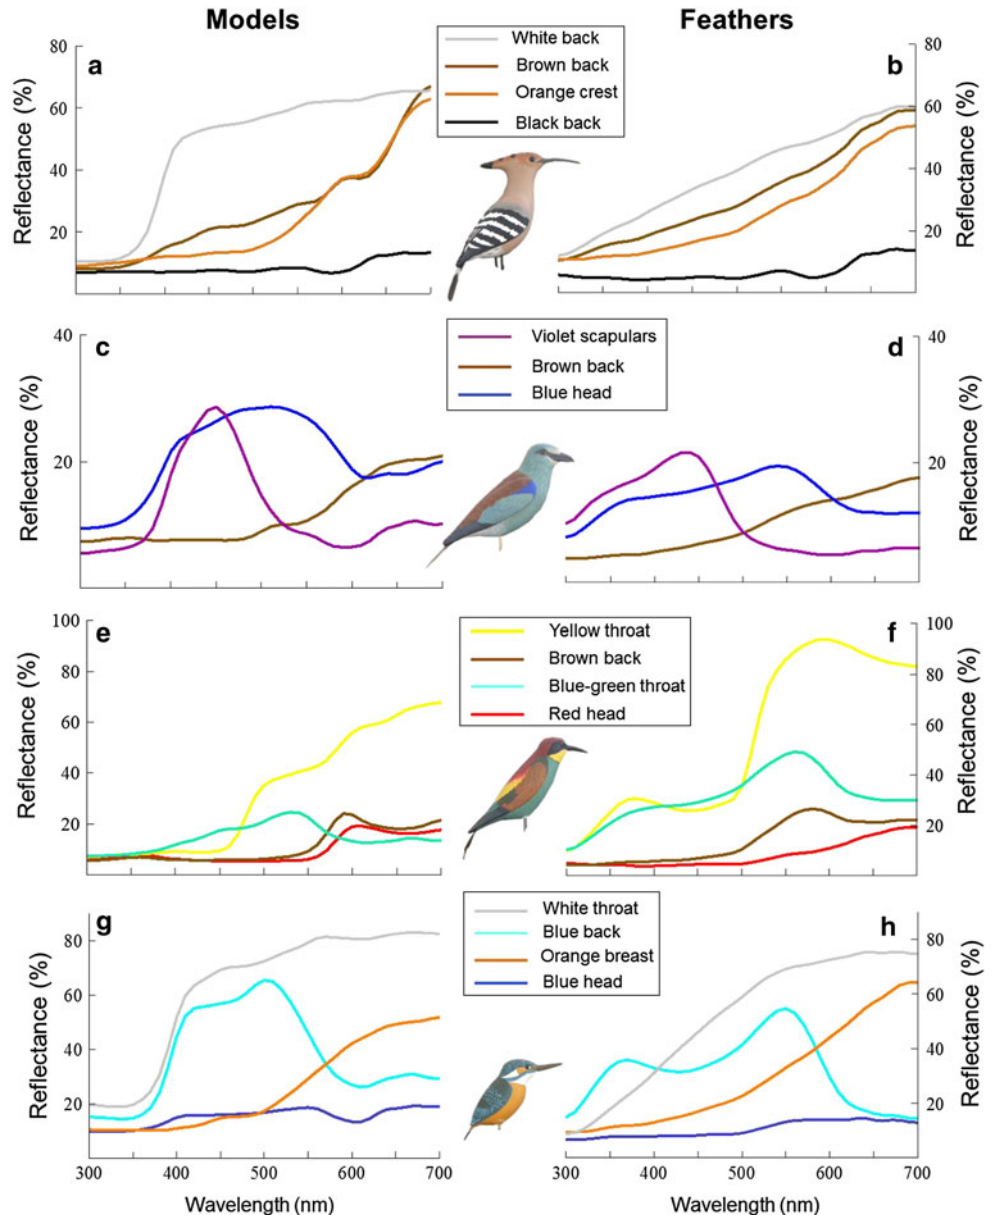 Models
Feathers
White back
Brown back
Orange crest
Black back
a
80
60
40
20
Reflectance (%)
b
80
60
40
20
Reflectance (%)
Violet scapulars
Brown back
Blue head
c
40
20
Reflectance (%)
d
40
20
Reflectance (%)
Yellow throat
Brown back
Blue-green throat
Red head
e
100
80
60
40
20
Reflectance (%)
f
100
80
60
40
20
Reflectance (%)
White throat
Blue back
Orange breast
Blue head
g
80
60
40
20
Reflectance (%)
h
80
60
40
20
Reflectance (%)
300 400 500 600 700
Wavelength (nm)
300 400 500 600 700
Wavelength (nm)